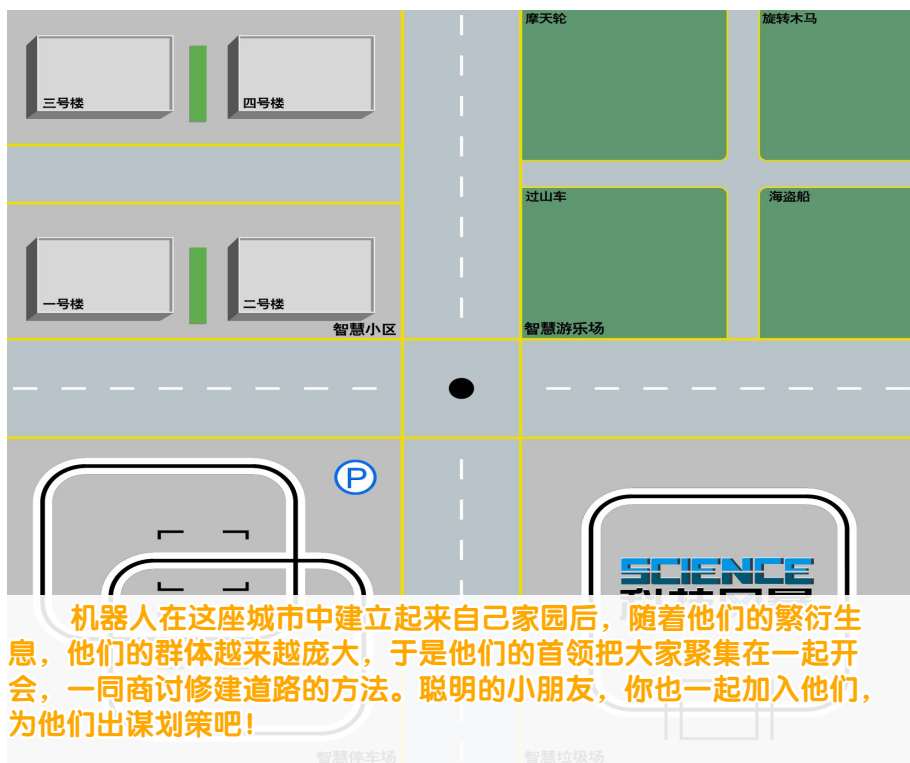 摩天轮
旋转木马
三号楼
四号楼
过山车
海盗船
一号楼
二号楼
智慧小区
智慧游乐场
P
SCIENCE
机器人在这座城市中建立起来自己家园后，随着他们的繁衍生
息，他们的群体越来越庞大，于是他们的首领把大家聚集在一起开
会，一同商讨修建道路的方法。聪明的小朋友，你也一起加入他们，
为他们出谋划策吧！
智慧停车场
智慧垃圾场